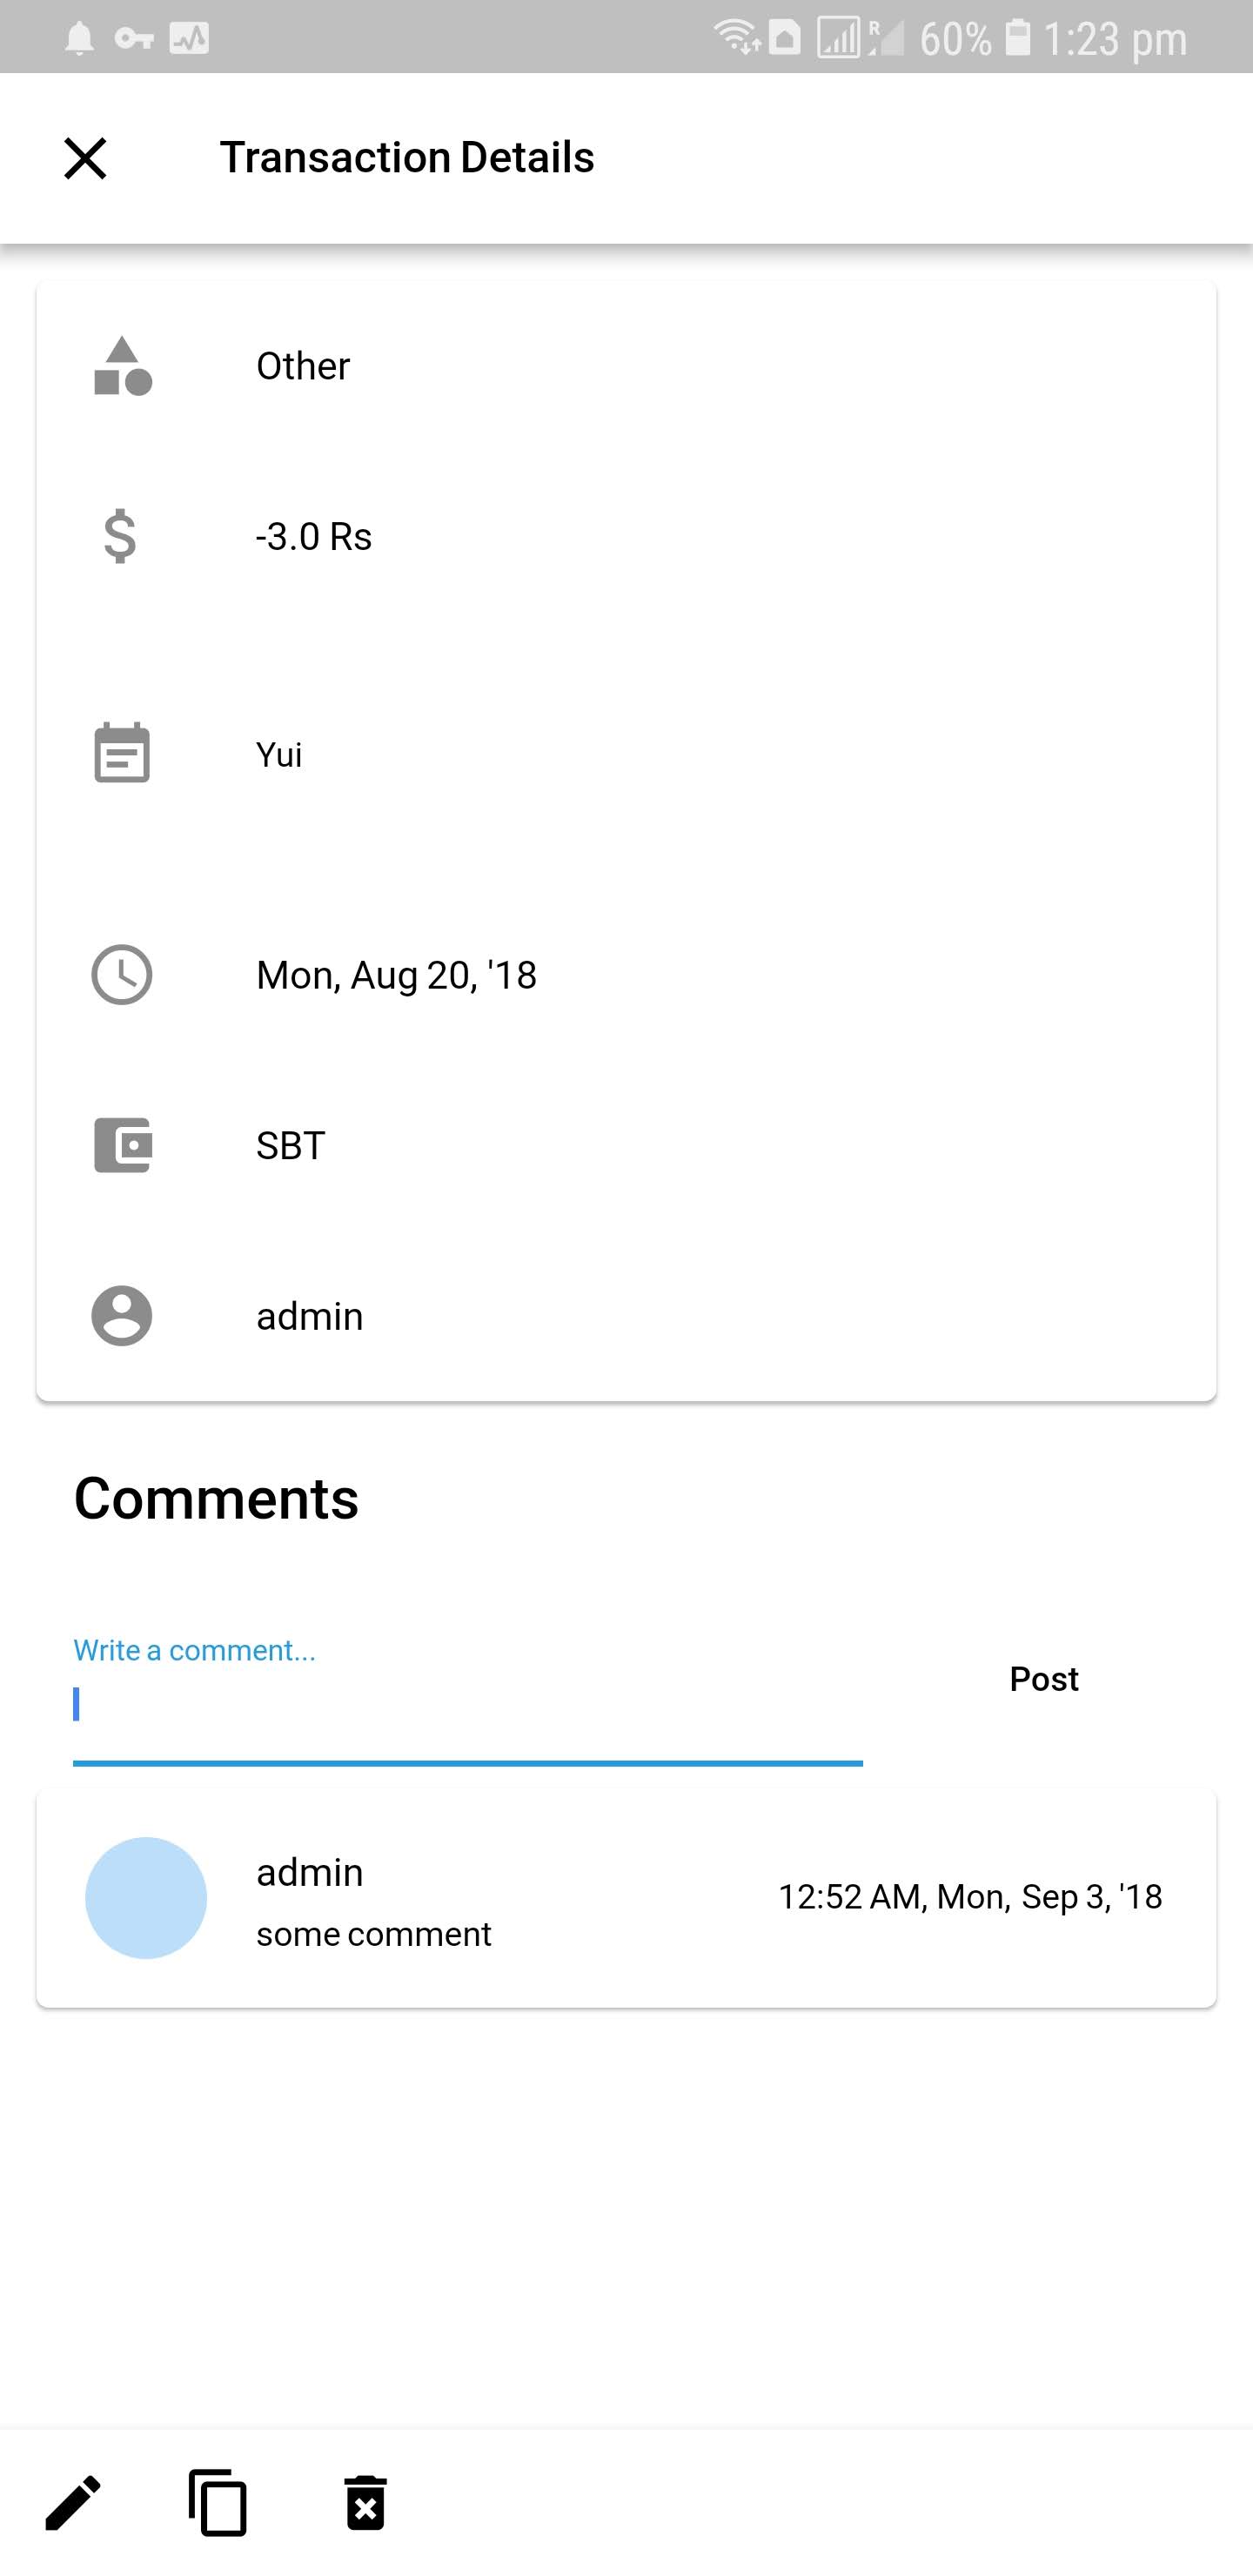 R 60% 1:23 pm
Transaction Details
Other
-3.0 Rs
Yui
Mon, Aug 20, '18
SBT
admin
Comments
Write a comment...
Post
admin
some comment
12:52 AM, Mon, Sep 3, '18